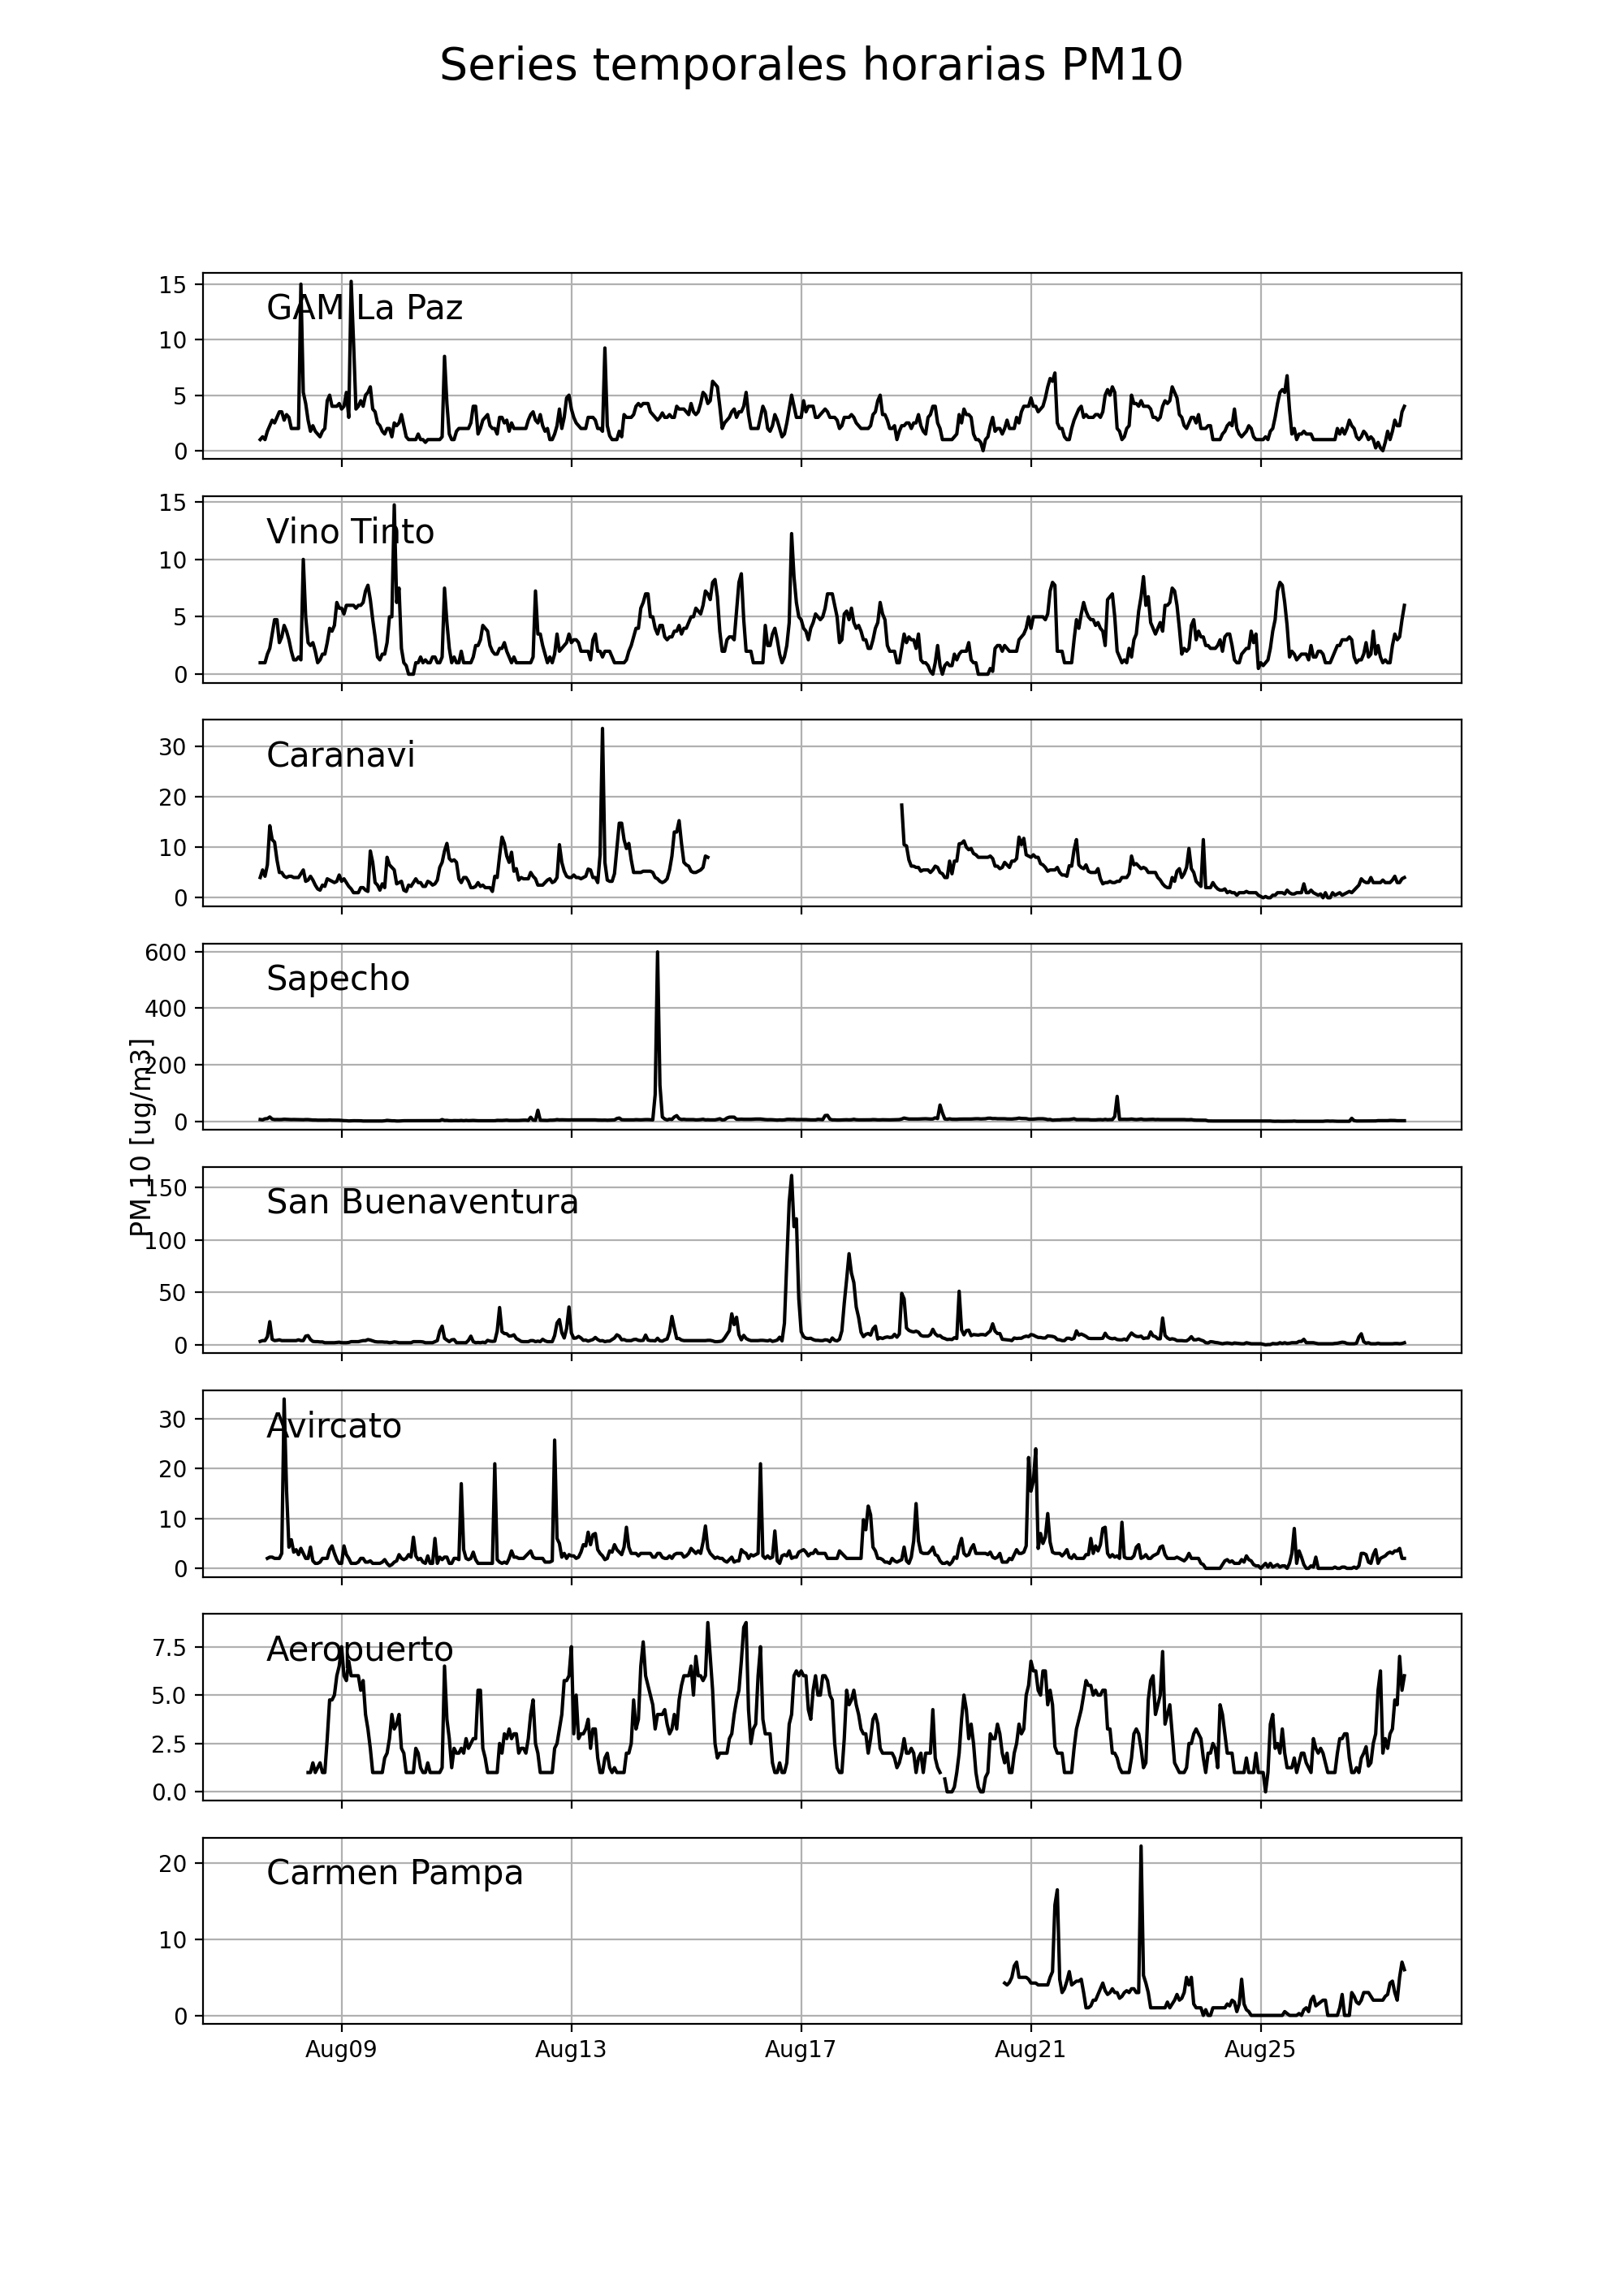 Series temporales horarias PM10
15
10
5
0
GAM La Paz
15
10
5
0
Vino Tinto
30
20
10
0
Caranavi
600
400
200
0
Sapecho
PM 10 [ug/m3]
150
100
50
0
San Buenaventura
30
20
10
0
Avircato
7.5
5.0
2.5
0.0
Aeropuerto
20
10
0
Carmen Pampa
Aug09 Aug13 Aug17 Aug21 Aug25